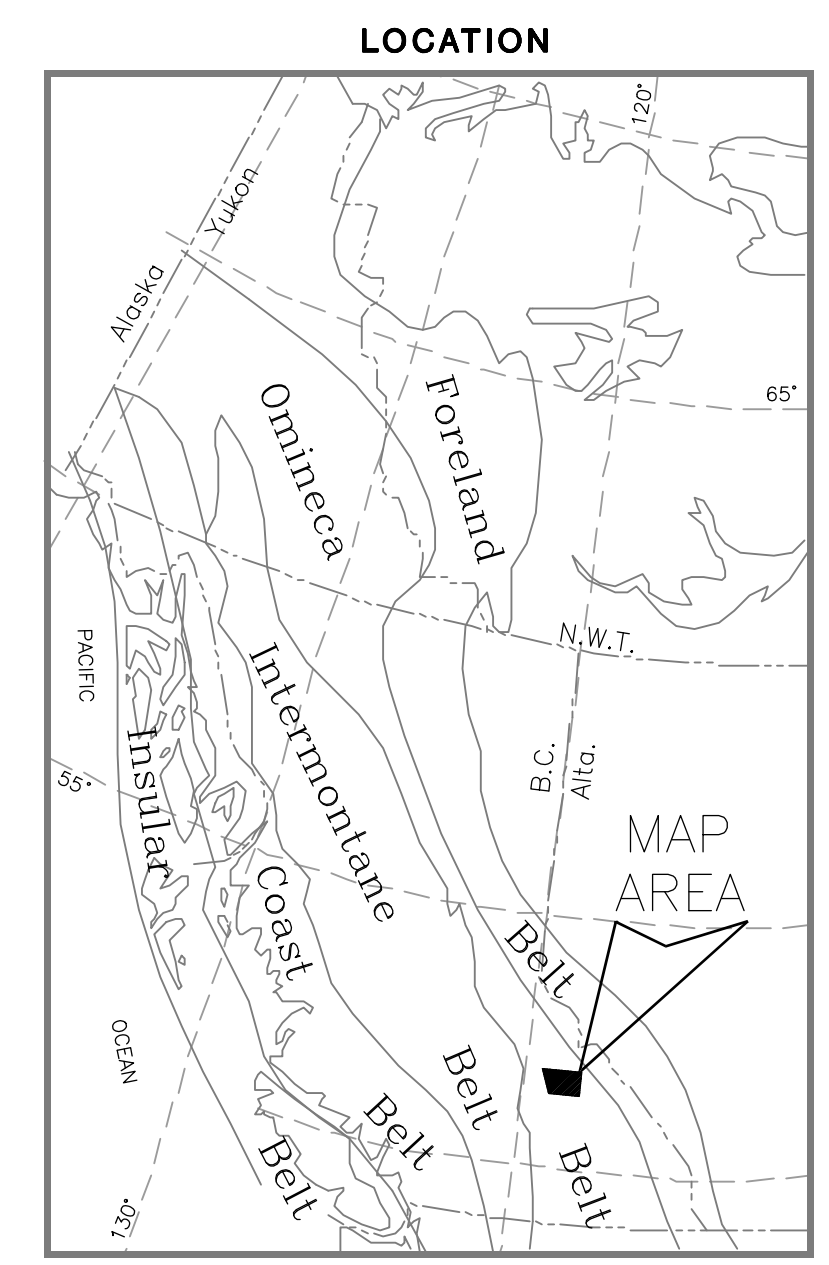 LOCATION
120°
Yukon
Alaska
65°
Omineca
Foreland
N.W.T.
PACIFIC
Intermontane
Insular
B.C.
Alta.
55°
MAP
AREA
Coast
Belt
OCEAN
Belt
Belt
Belt
Belt
130°